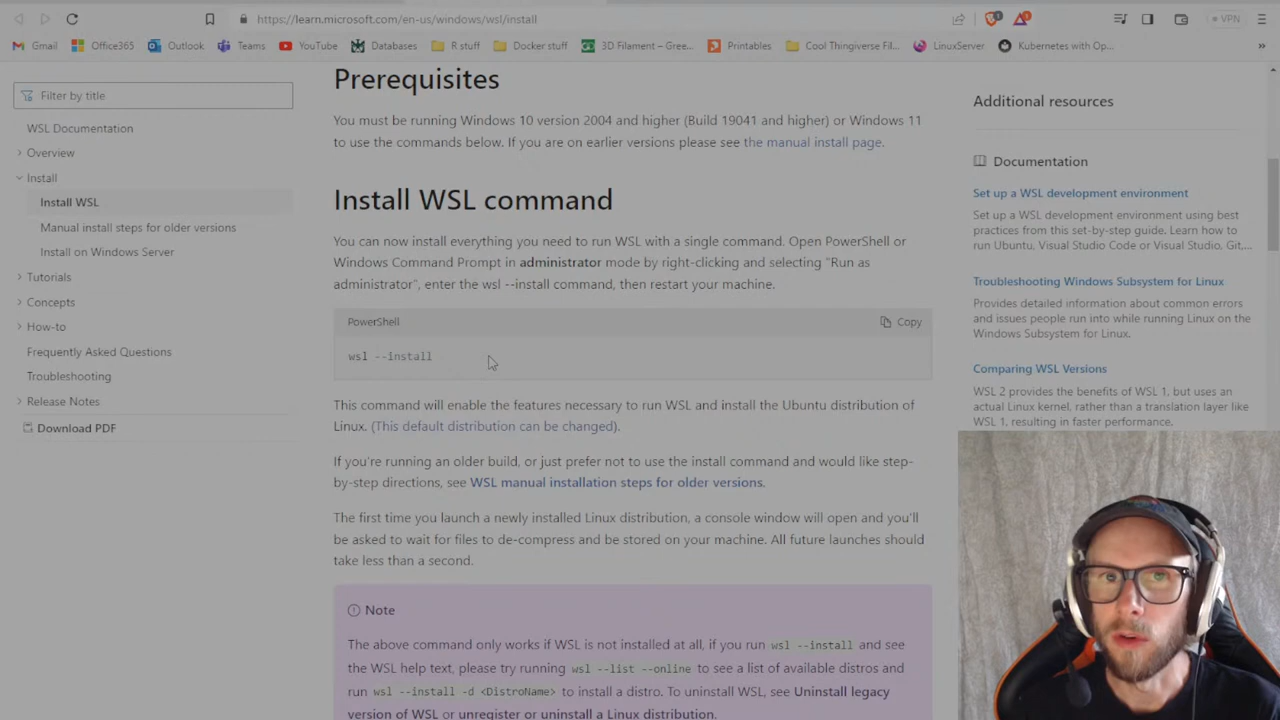 https://learn.microsoft.com/en-us/windows/wsl/install
VPN
Gmail
Office365
Outlook
Teams
YouTube
Databases
R stuff
Docker stuff
3D Filament – Gree...
Printables
Cool Thingiverse Fil...
LinuxServer
Kubernetes with Op...
»
Filter by title
WSL Documentation
Overview
Install
Install WSL
Manual install steps for older versions
Install on Windows Server
Tutorials
Concepts
How-to
Frequently Asked Questions
Troubleshooting
Release Notes
Download PDF
Prerequisites
You must be running Windows 10 version 2004 and higher (Build 19041 and higher) or Windows 11
to use the commands below. If you are on earlier versions please see the manual install page.
Install WSL command
You can now install everything you need to run WSL with a single command. Open PowerShell or
Windows Command Prompt in administrator mode by right-clicking and selecting "Run as
administrator", enter the wsl --install command, then restart your machine.
PowerShell
Copy
wsl --install
This command will enable the features necessary to run WSL and install the Ubuntu distribution of
Linux. (This default distribution can be changed).
If you're running an older build, or just prefer not to use the install command and would like step-
by-step directions, see WSL manual installation steps for older versions.
The first time you launch a newly installed Linux distribution, a console window will open and you'll
be asked to wait for files to de-compress and be stored on your machine. All future launches should
take less than a second.
Note
The above command only works if WSL is not installed at all, if you run wsl --install and see
the WSL help text, please try running wsl --list --online to see a list of available distros and
run wsl --install -d <DistroName> to install a distro. To uninstall WSL, see Uninstall legacy
version of WSL or unregister or uninstall a Linux distribution.
Additional resources
Documentation
Set up a WSL development environment
Set up a WSL development environment using best
practices from this set-by-step guide. Learn how to
run Ubuntu, Visual Studio Code or Visual Studio, Git,...
Troubleshooting Windows Subsystem for Linux
Provides detailed information about common errors
and issues people run into while running Linux on the
Windows Subsystem for Linux.
Comparing WSL Versions
WSL 2 provides the benefits of WSL 1, but uses an
actual Linux kernel, rather than a translation layer like
WSL 1, resulting in faster performance.